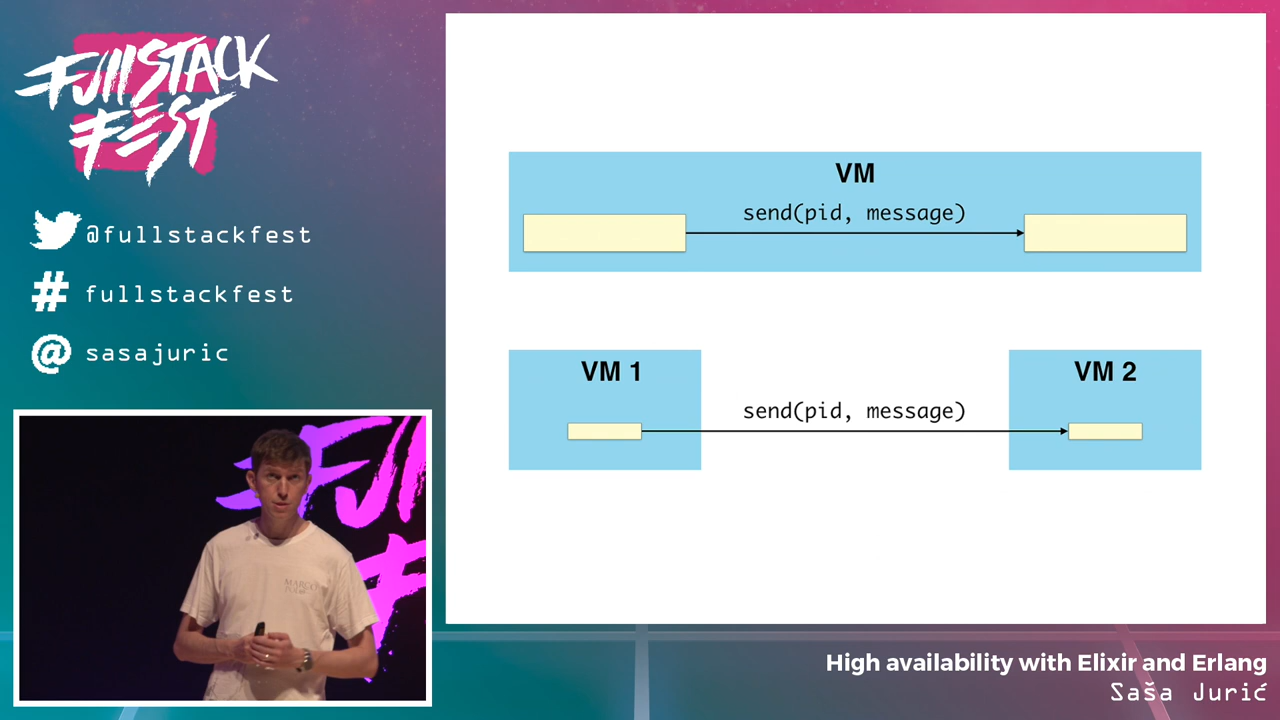 FullSTACK
FEST
@fullstackfest
# fullstackfest
@ sasajuric
VM
send(pid, message)
VM 1
VM 2
send(pid, message)
MARCO
High availability with Elixir and Erlang
Saša Jurić